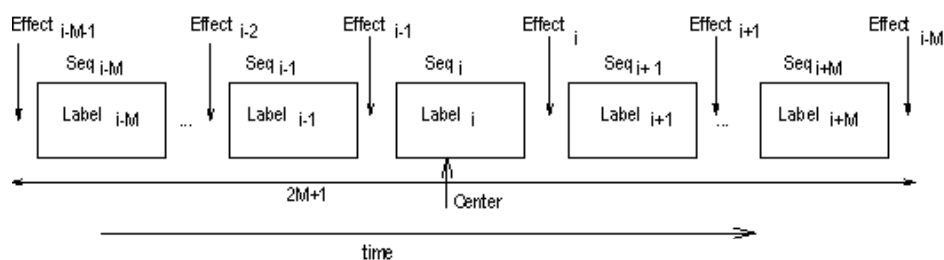 Effect i-M-1 Effect i-2 Effect i-1 Effect i Effect i+1 Effect i-M
Seq i-M Seq i-1 Seq i Seq i+1 Seq i+M
Label i-M ... Label i-1 Label i Label i+1 ... Label i+M
2M+1
Center
time